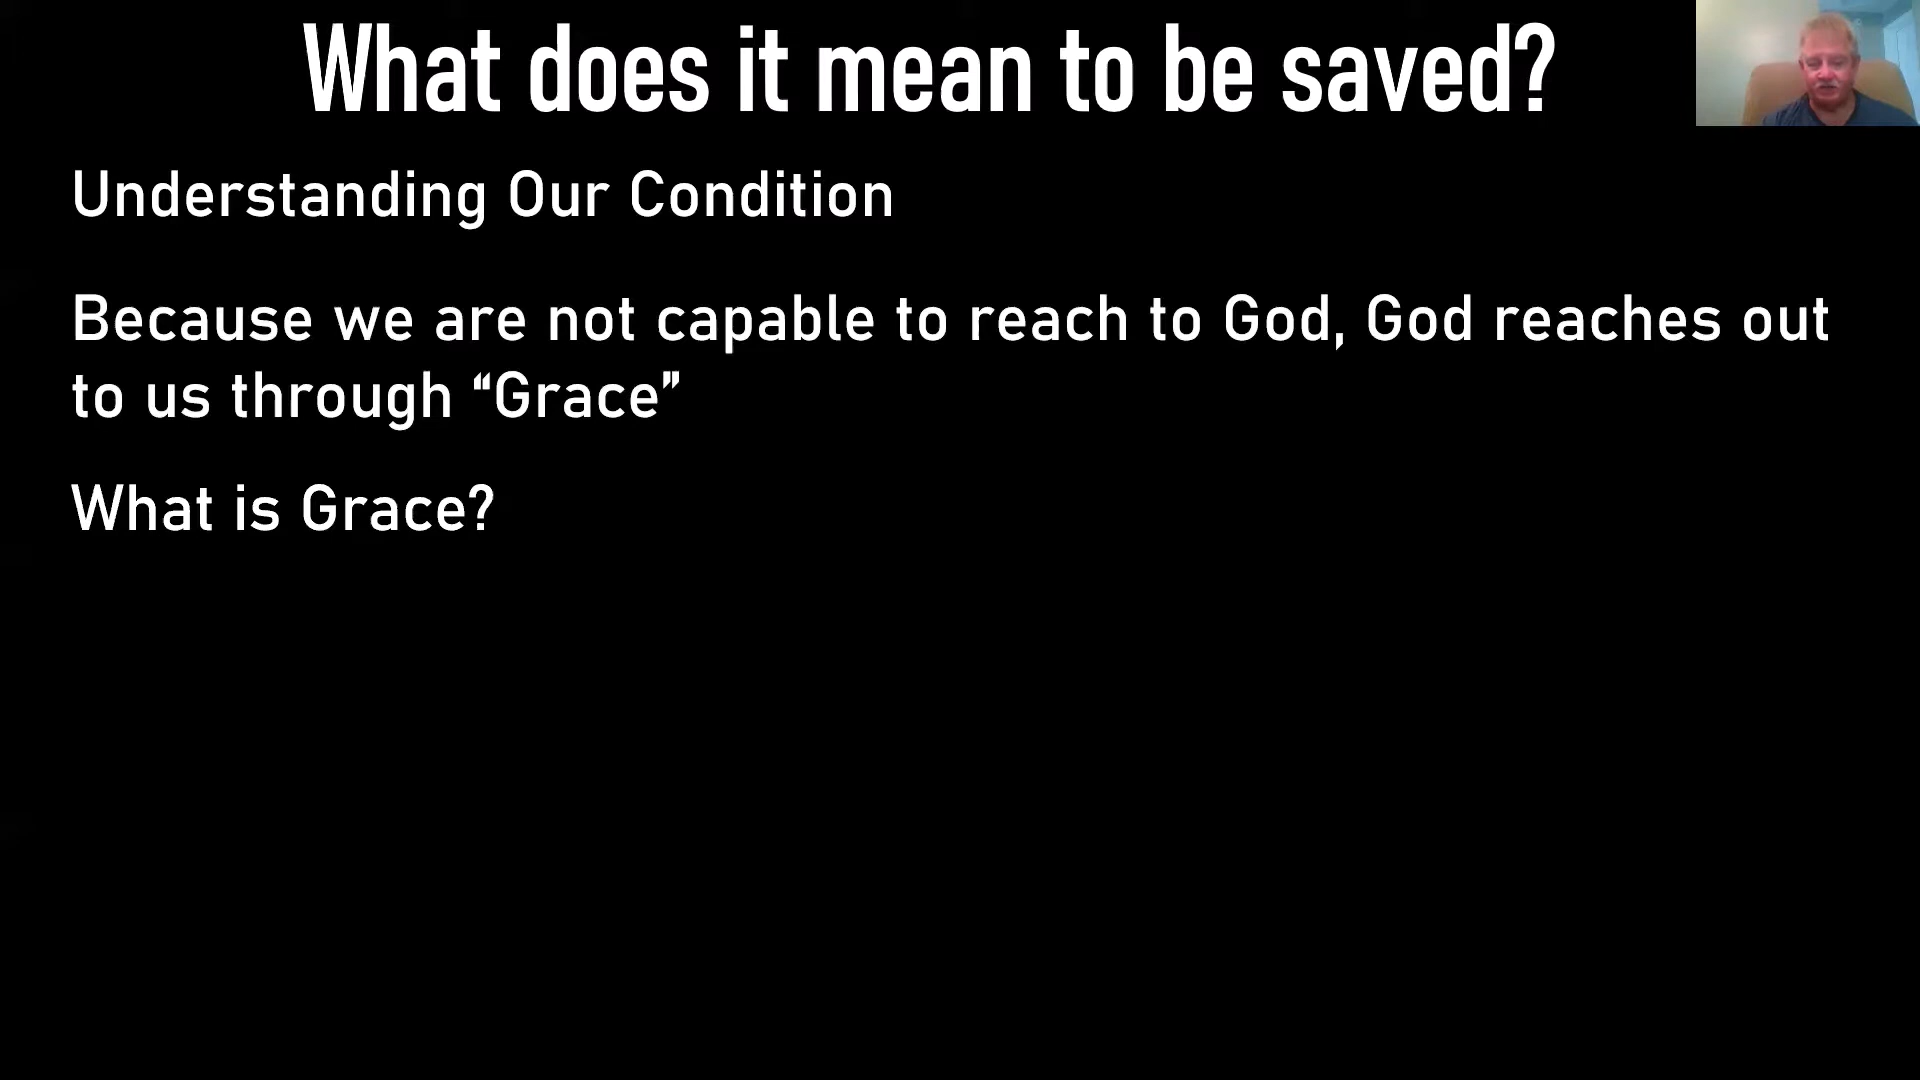 What does it mean to be saved?
Understanding Our Condition
Because we are not capable to reach to God, God reaches out
to us through “Grace”
What is Grace?